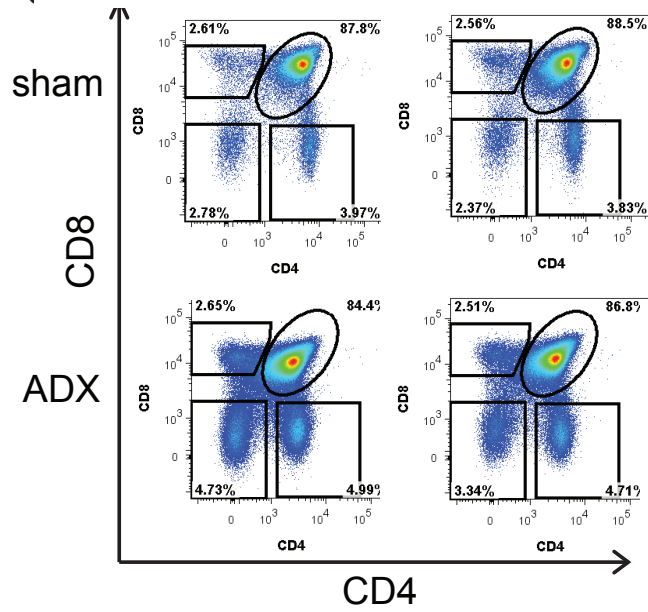 2.61% 87.8%
10^5
10^4
10^3
0
CD8
2.78% 3.97%
0 10^3 10^4 10^5
CD4
2.56% 88.5%
10^5
10^4
10^3
0
CD8
2.37% 3.83%
0 10^3 10^4 10^5
CD4
sham
CD8
2.65% 84.4%
10^5
10^4
10^3
0
CD8
4.73% 4.99%
0 10^3 10^4 10^5
CD4
2.51% 86.8%
10^5
10^4
10^3
0
CD8
3.34% 4.71%
0 10^3 10^4 10^5
CD4
ADX
CD4